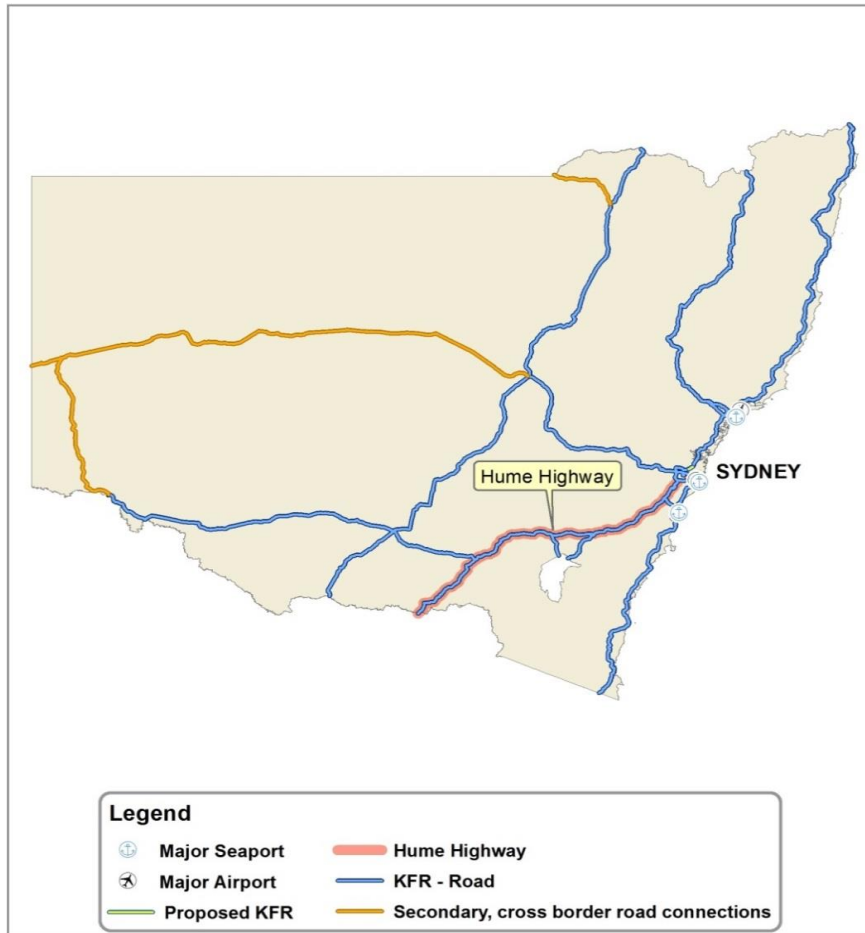 Hume Highway
SYDNEY
Legend
Major Seaport
Hume Highway
Major Airport
KFR - Road
Proposed KFR
Secondary, cross border road connections